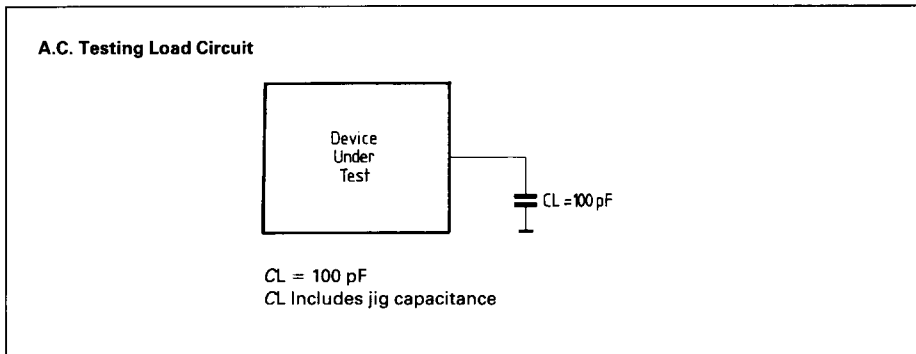 A.C. Testing Load Circuit
Device
Under
Test
CL = 100 pF
CL = 100 pF
CL Includes jig capacitance